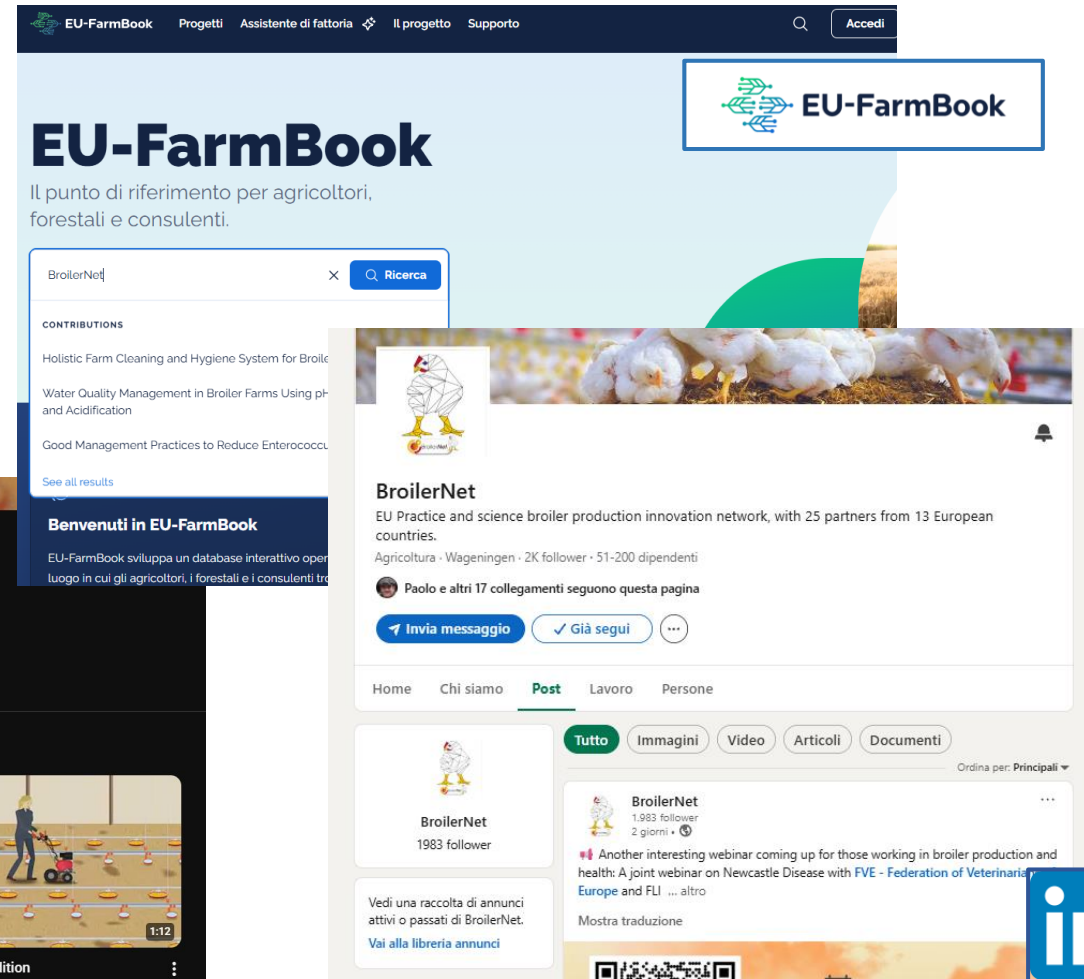 EU-FarmBook Progetti Assistente di fattoria Il progetto Supporto Accedi
EU-FarmBook
EU-FarmBook
Il punto di riferimento per agricoltori,
forestali e consulenti.
BroilerNet Ricerca
CONTRIBUTIONS
Holistic Farm Cleaning and Hygiene System for
Water Quality Management in Broiler Farms Using
and Acidification
Good Management Practices to Reduce
See all results
Benvenuti in EU-FarmBook
EU-FarmBook sviluppa un database interattivo
luogo in cui gli agricoltori, i forestali e i consulenti
1:12
BroilerNet
BroilerNet
EU Practice and science broiler production innovation network, with 25 partners from 13 European
countries.
Agricoltura · Wageningen · 2K follower · 51-200 dipendenti
Paolo e altri 17 collegamenti seguono questa pagina
Invia messaggio Già segui
Home Chi siamo Post Lavoro Persone
BroilerNet
1983 follower
Vedi una raccolta di annunci
attivi o passati di BroilerNet.
Vai alla libreria annunci
Tutto Immagini Video Articoli Documenti
Ordina per: Principali
BroilerNet
1.983 follower
2 giorni •
Another interesting webinar coming up for those working in broiler production and
health: A joint webinar on Newcastle Disease with FVE - Federation of
Europe and FLI ... altro
Mostra traduzione
in